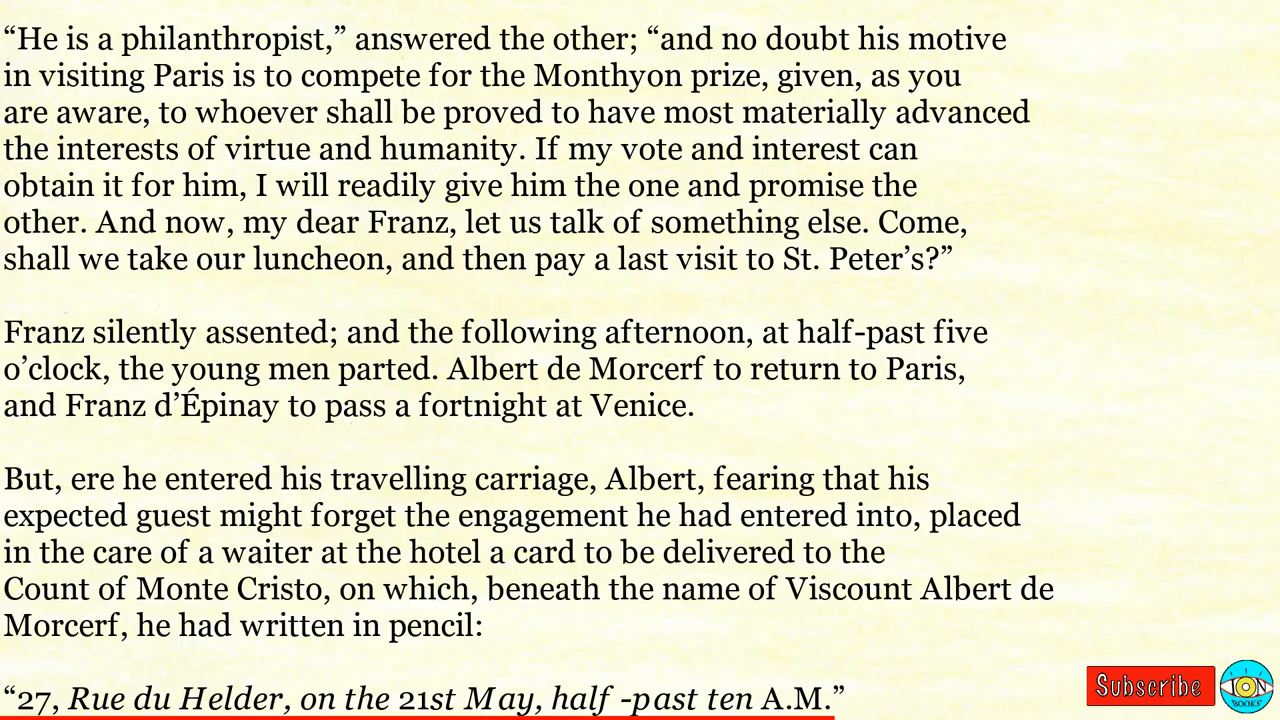 “He is a philanthropist,” answered the other; “and no doubt his motive
in visiting Paris is to compete for the Monthyon prize, given, as you
are aware, to whoever shall be proved to have most materially advanced
the interests of virtue and humanity. If my vote and interest can
obtain it for him, I will readily give him the one and promise the
other. And now, my dear Franz, let us talk of something else. Come,
shall we take our luncheon, and then pay a last visit to St. Peter’s?”
Franz silently assented; and the following afternoon, at half-past five
o’clock, the young men parted. Albert de Morcerf to return to Paris,
and Franz d’Épinay to pass a fortnight at Venice.
But, ere he entered his travelling carriage, Albert, fearing that his
expected guest might forget the engagement he had entered into, placed
in the care of a waiter at the hotel a card to be delivered to the
Count of Monte Cristo, on which, beneath the name of Viscount Albert de
Morcerf, he had written in pencil:
“27, Rue du Helder, on the 21st May, half -past ten A.M.”
Subscribe
ION
BOOKS